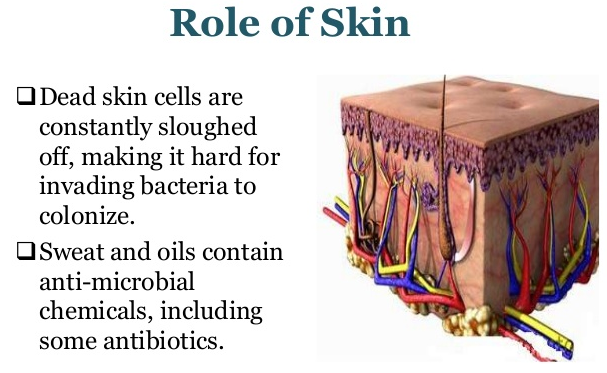 Role of Skin
❑Dead skin cells are
constantly sloughed
off, making it hard for
invading bacteria to
colonize.
❑Sweat and oils contain
anti-microbial
chemicals, including
some antibiotics.